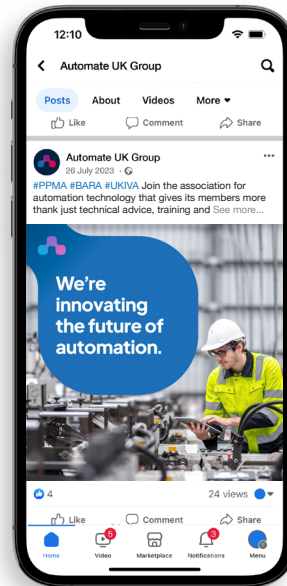 12:10
Automate UK Group
Posts About Videos More
Like Comment Share
Automate UK Group
26 July 2023
#PPMA #BARA #UKIVA Join the association for
automation technology that gives its members more
thank just technical advice, training and See more...
We're
innovating
the future of
automation.
4 24 views
Like Comment Share
5 3
Home Video Marketplace Notifications Menu